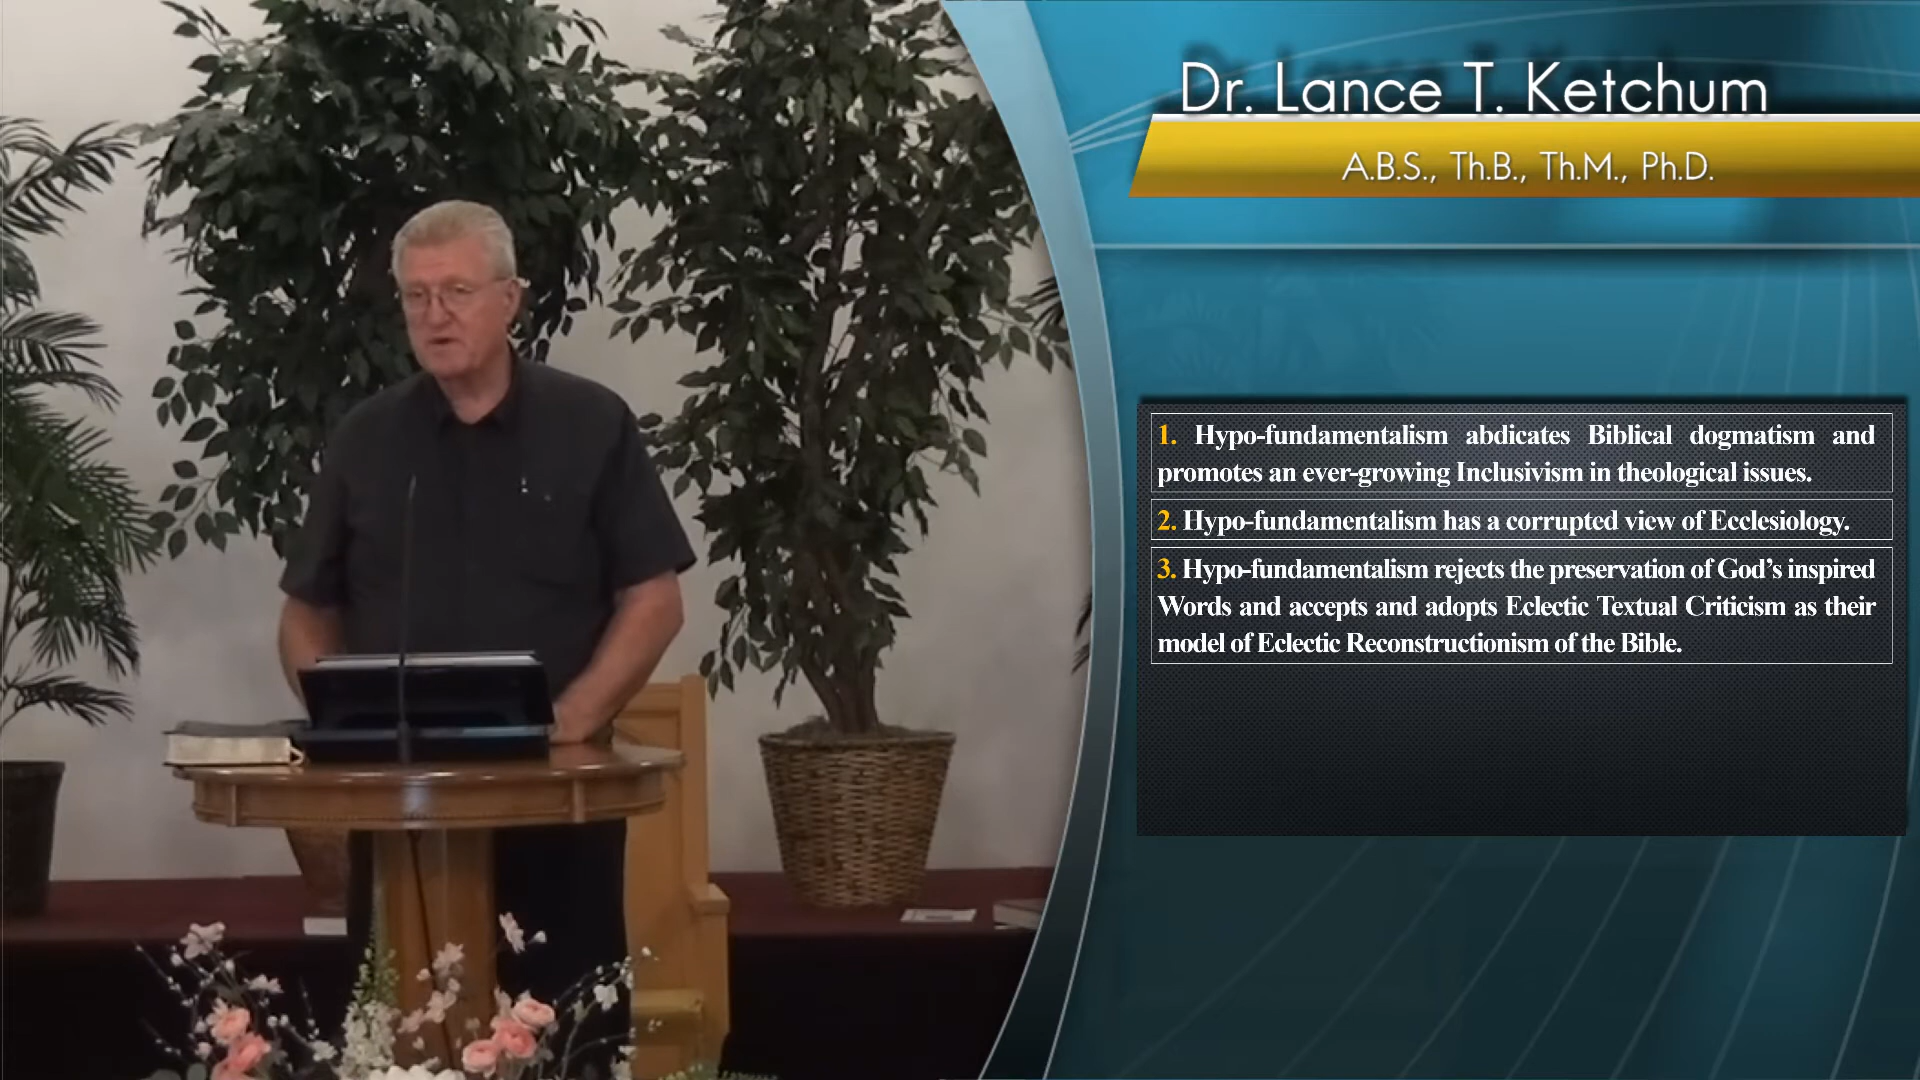 Dr. Lance T. Ketchum
A.B.S., Th.B., Th.M., Ph.D.
1. Hypo-fundamentalism abdicates Biblical dogmatism and
promotes an ever-growing Inclusivism in theological issues.
2. Hypo-fundamentalism has a corrupted view of Ecclesiology.
3. Hypo-fundamentalism rejects the preservation of God’s inspired
Words and accepts and adopts Eclectic Textual Criticism as their
model of Eclectic Reconstructionism of the Bible.